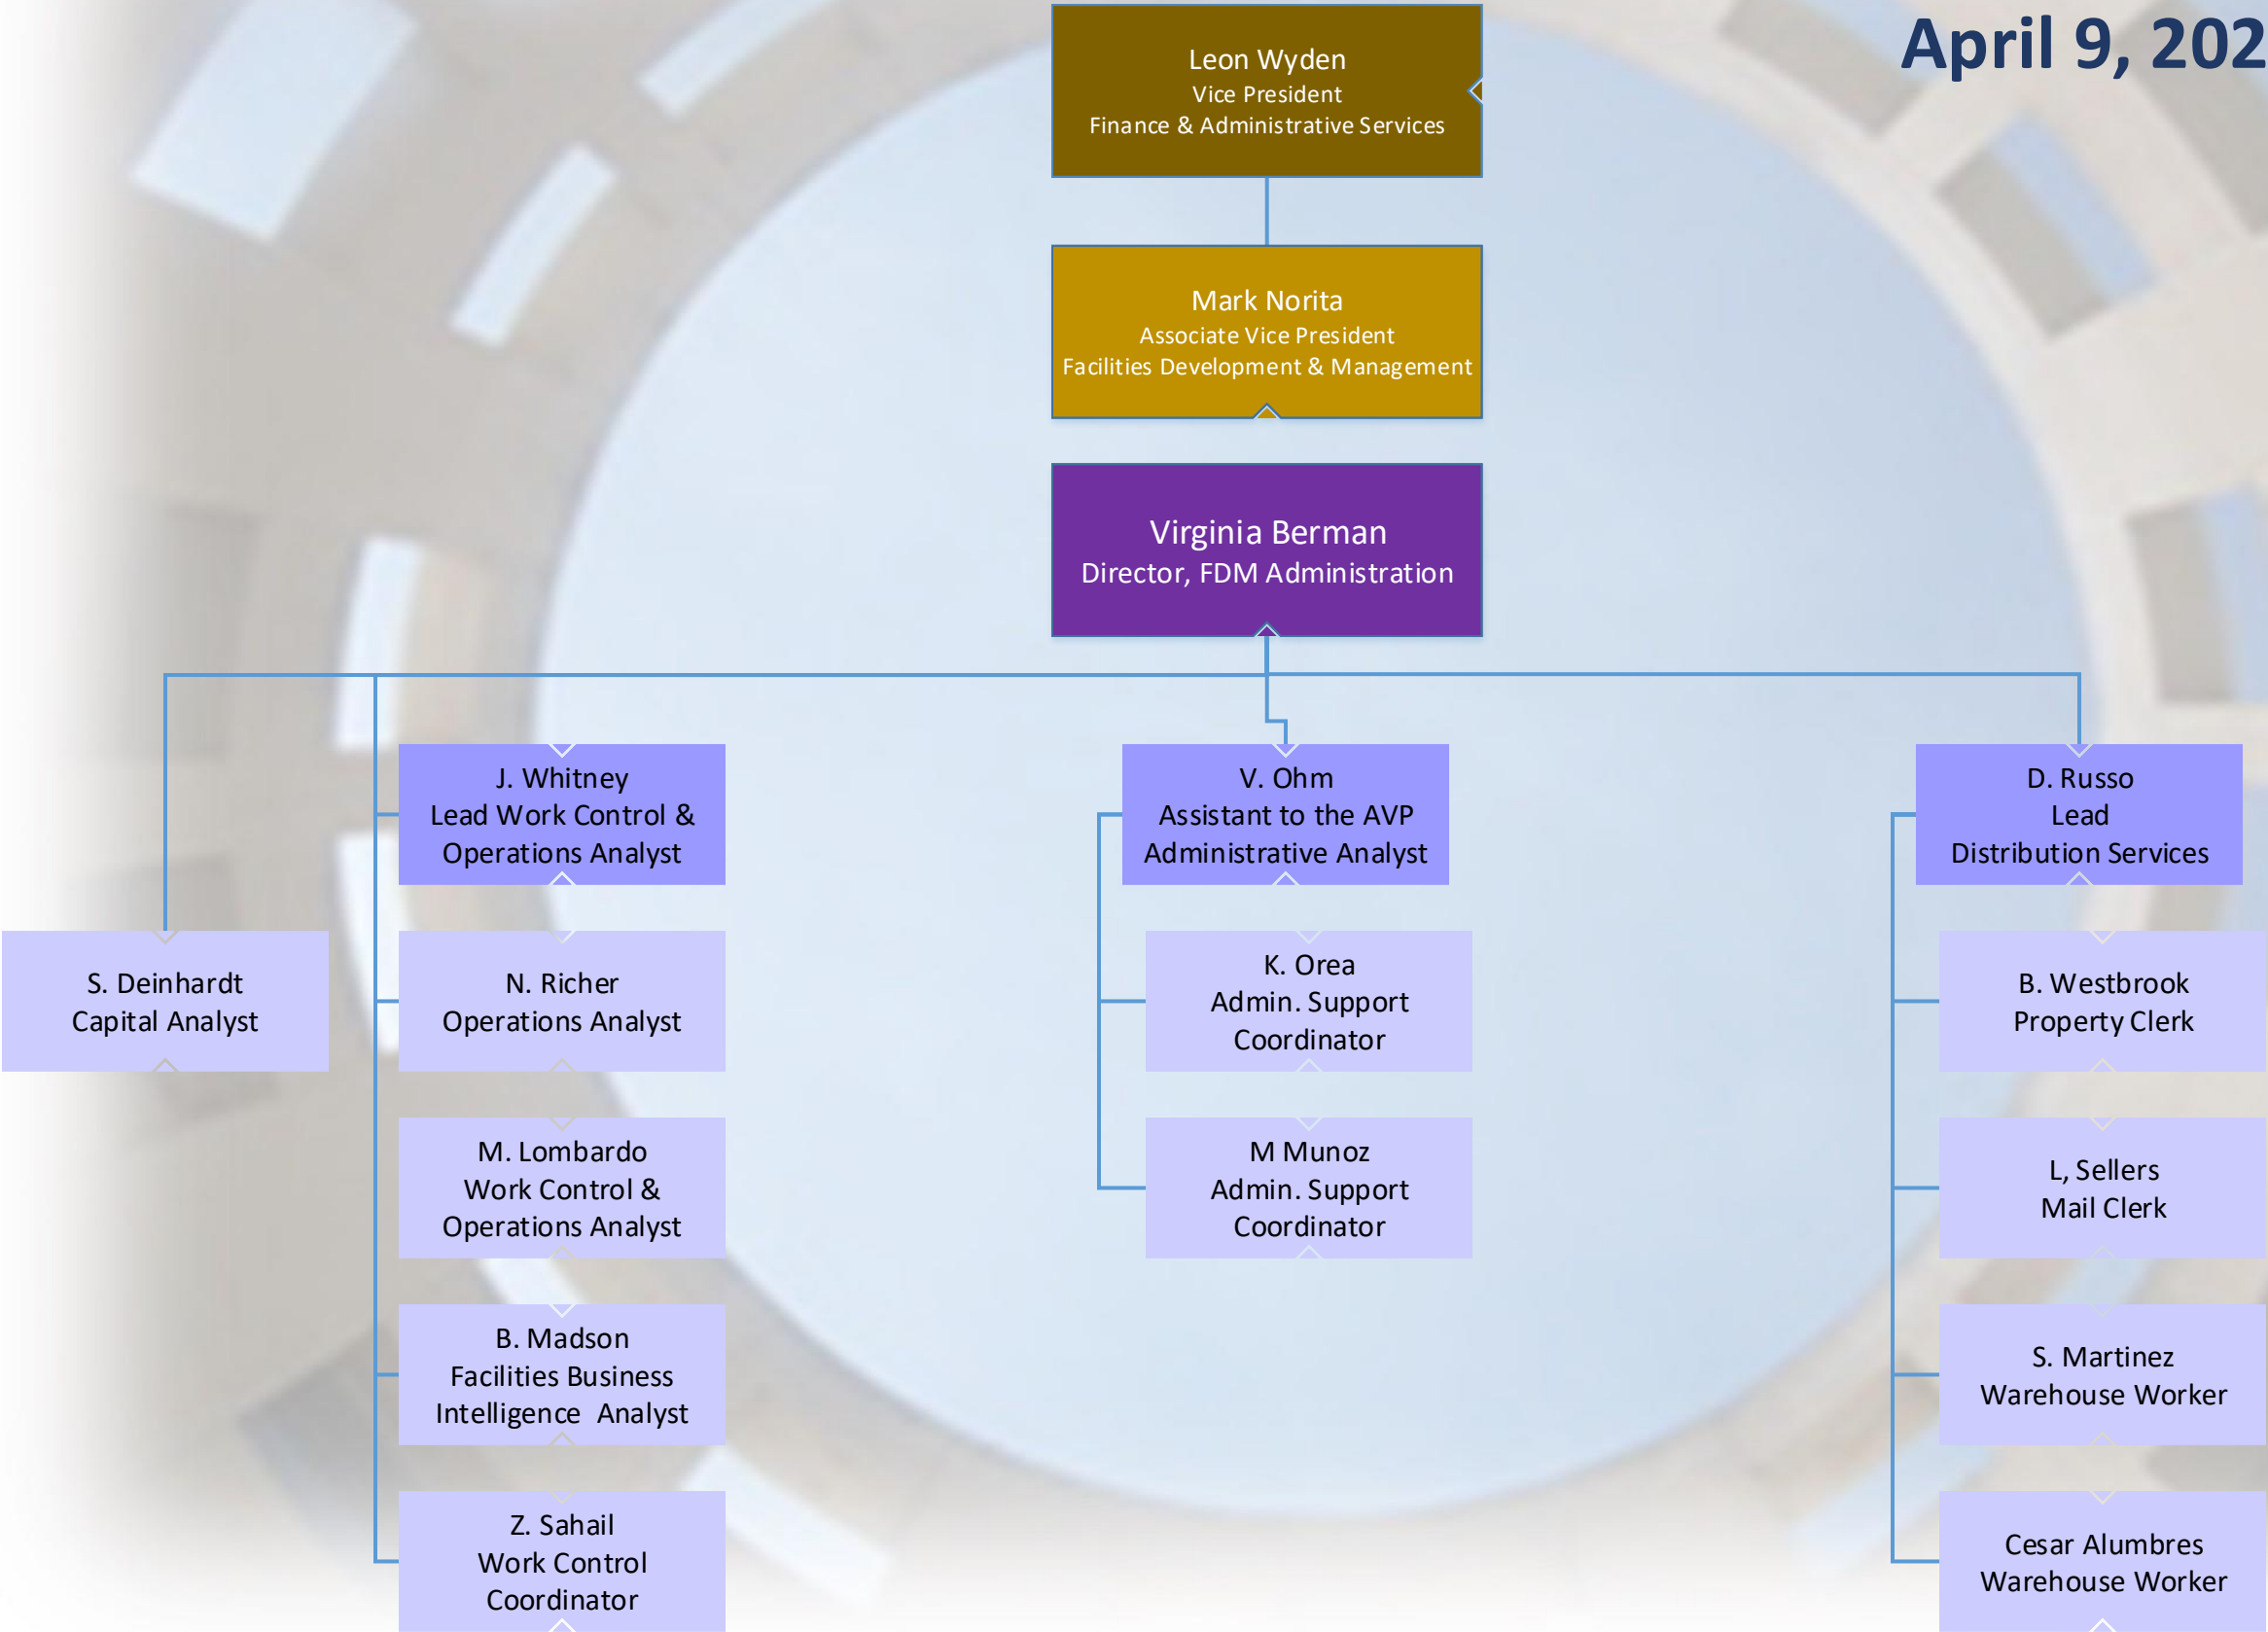 April 9, 202
Leon Wyden
Vice President
Finance & Administrative Services
Mark Norita
Associate Vice President
Facilities Development & Management
Virginia Berman
Director, FDM Administration
J. Whitney
Lead Work Control &
Operations Analyst
V. Ohm
Assistant to the AVP
Administrative Analyst
D. Russo
Lead
Distribution Services
S. Deinhardt
Capital Analyst
N. Richer
Operations Analyst
K. Orea
Admin. Support
Coordinator
B. Westbrook
Property Clerk
M. Lombardo
Work Control &
Operations Analyst
M Munoz
Admin. Support
Coordinator
L, Sellers
Mail Clerk
B. Madson
Facilities Business
Intelligence Analyst
S. Martinez
Warehouse Worker
Z. Sahail
Work Control
Coordinator
Cesar Alumbres
Warehouse Worker